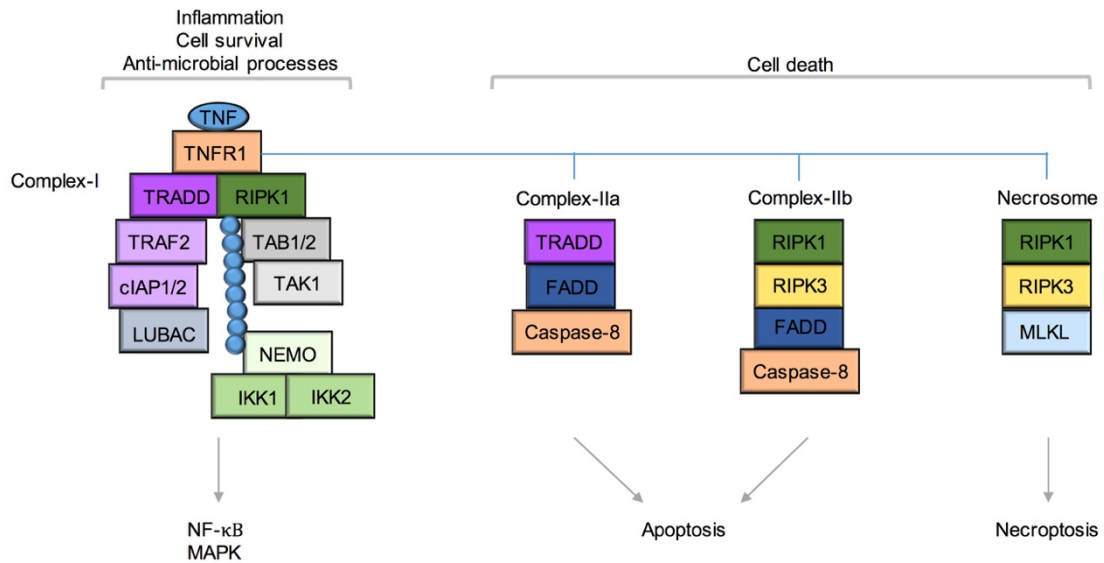 Inflammation
Cell survival
Anti-microbial processes
Cell death
TNF
TNFR1
Complex-I
TRADD
RIPK1
TRAF2
TAB1/2
cIAP1/2
TAK1
LUBAC
NEMO
IKK1
IKK2
Complex-IIa
TRADD
FADD
Caspase-8
Complex-IIb
RIPK1
RIPK3
FADD
Caspase-8
Necrosome
RIPK1
RIPK3
MLKL
NF-κB
MAPK
Apoptosis
Necroptosis